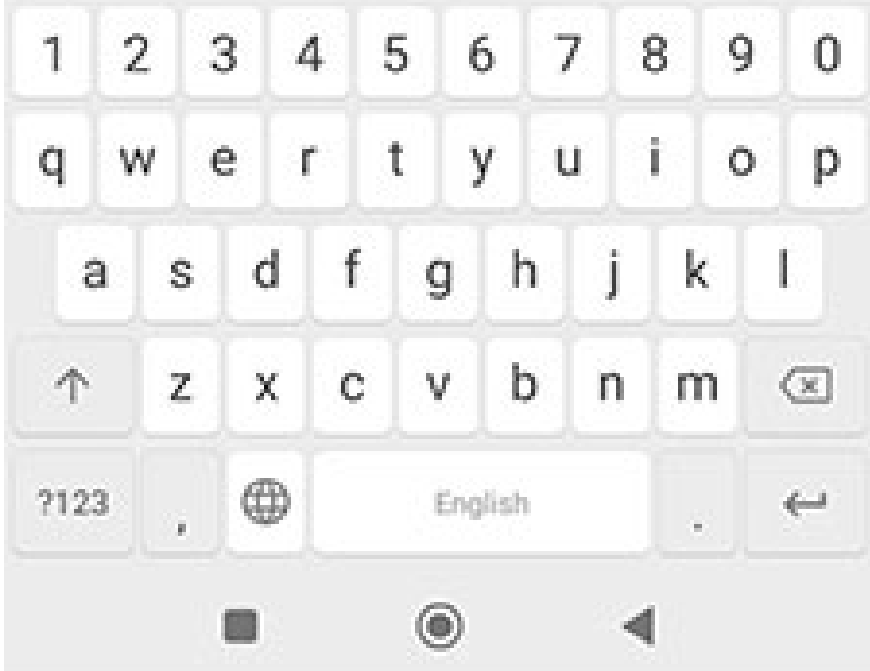 1 2 3 4 5 6 7 8 9 0
q w e r t y u i o p
a s d f g h j k l
z x c v b n m
?123 , English .